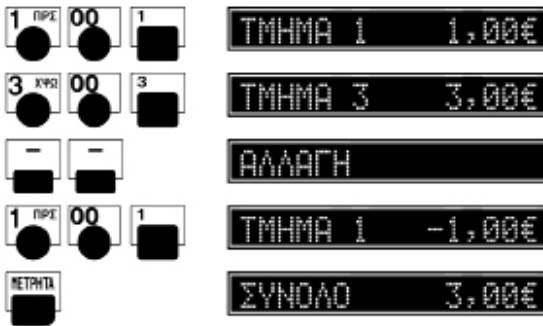 1 ΠΡΣ 00 1 ΤΜΗΜΑ 1 1,00€
3 ΧΨΩ 00 3 ΤΜΗΜΑ 3 3,00€
- - ΑΛΛΑΓΗ
1 ΠΡΣ 00 1 ΤΜΗΜΑ 1 -1,00€
ΜΕΤΡΗΤΑ ΣΥΝΟΛΟ 3,00€